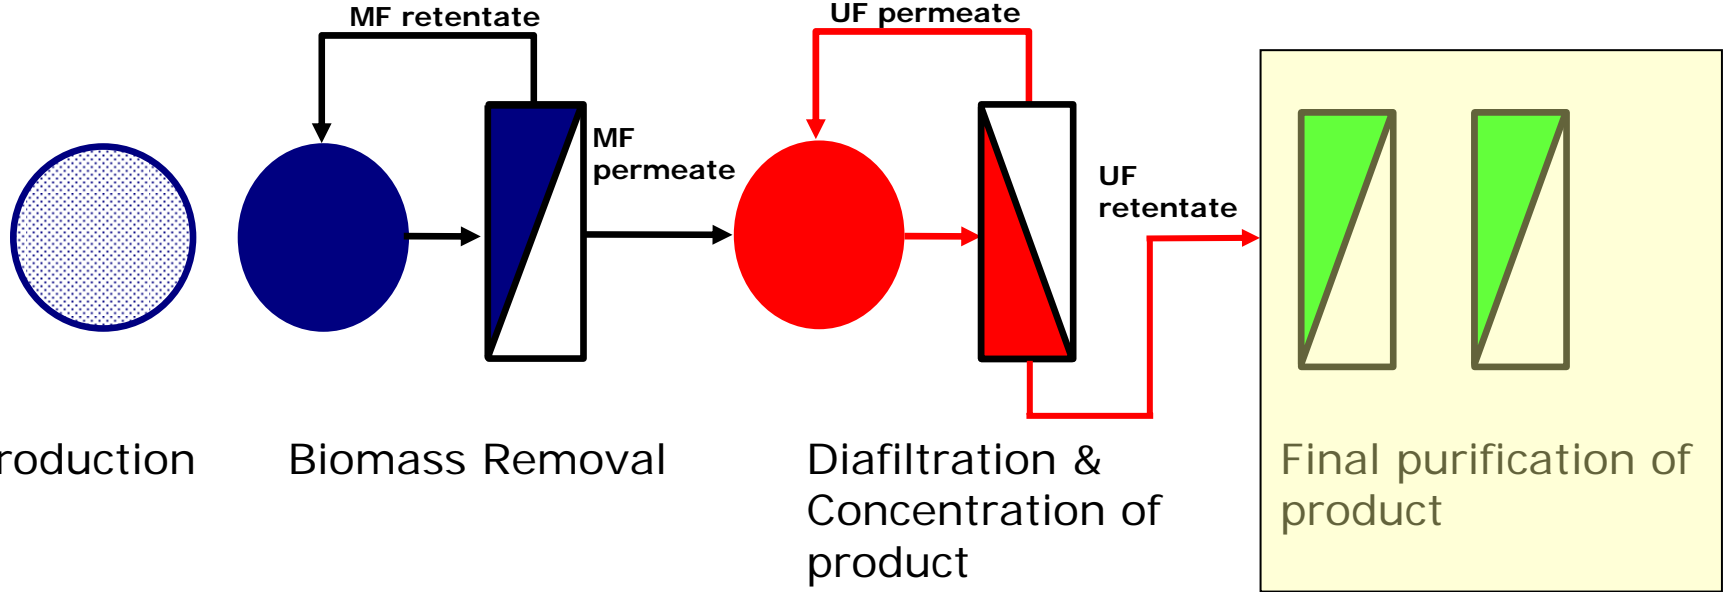 MF retentate
UF permeate
MF
permeate
UF
retentate
roduction
Biomass Removal
Diafiltration &
Concentration of
product
Final purification of
product